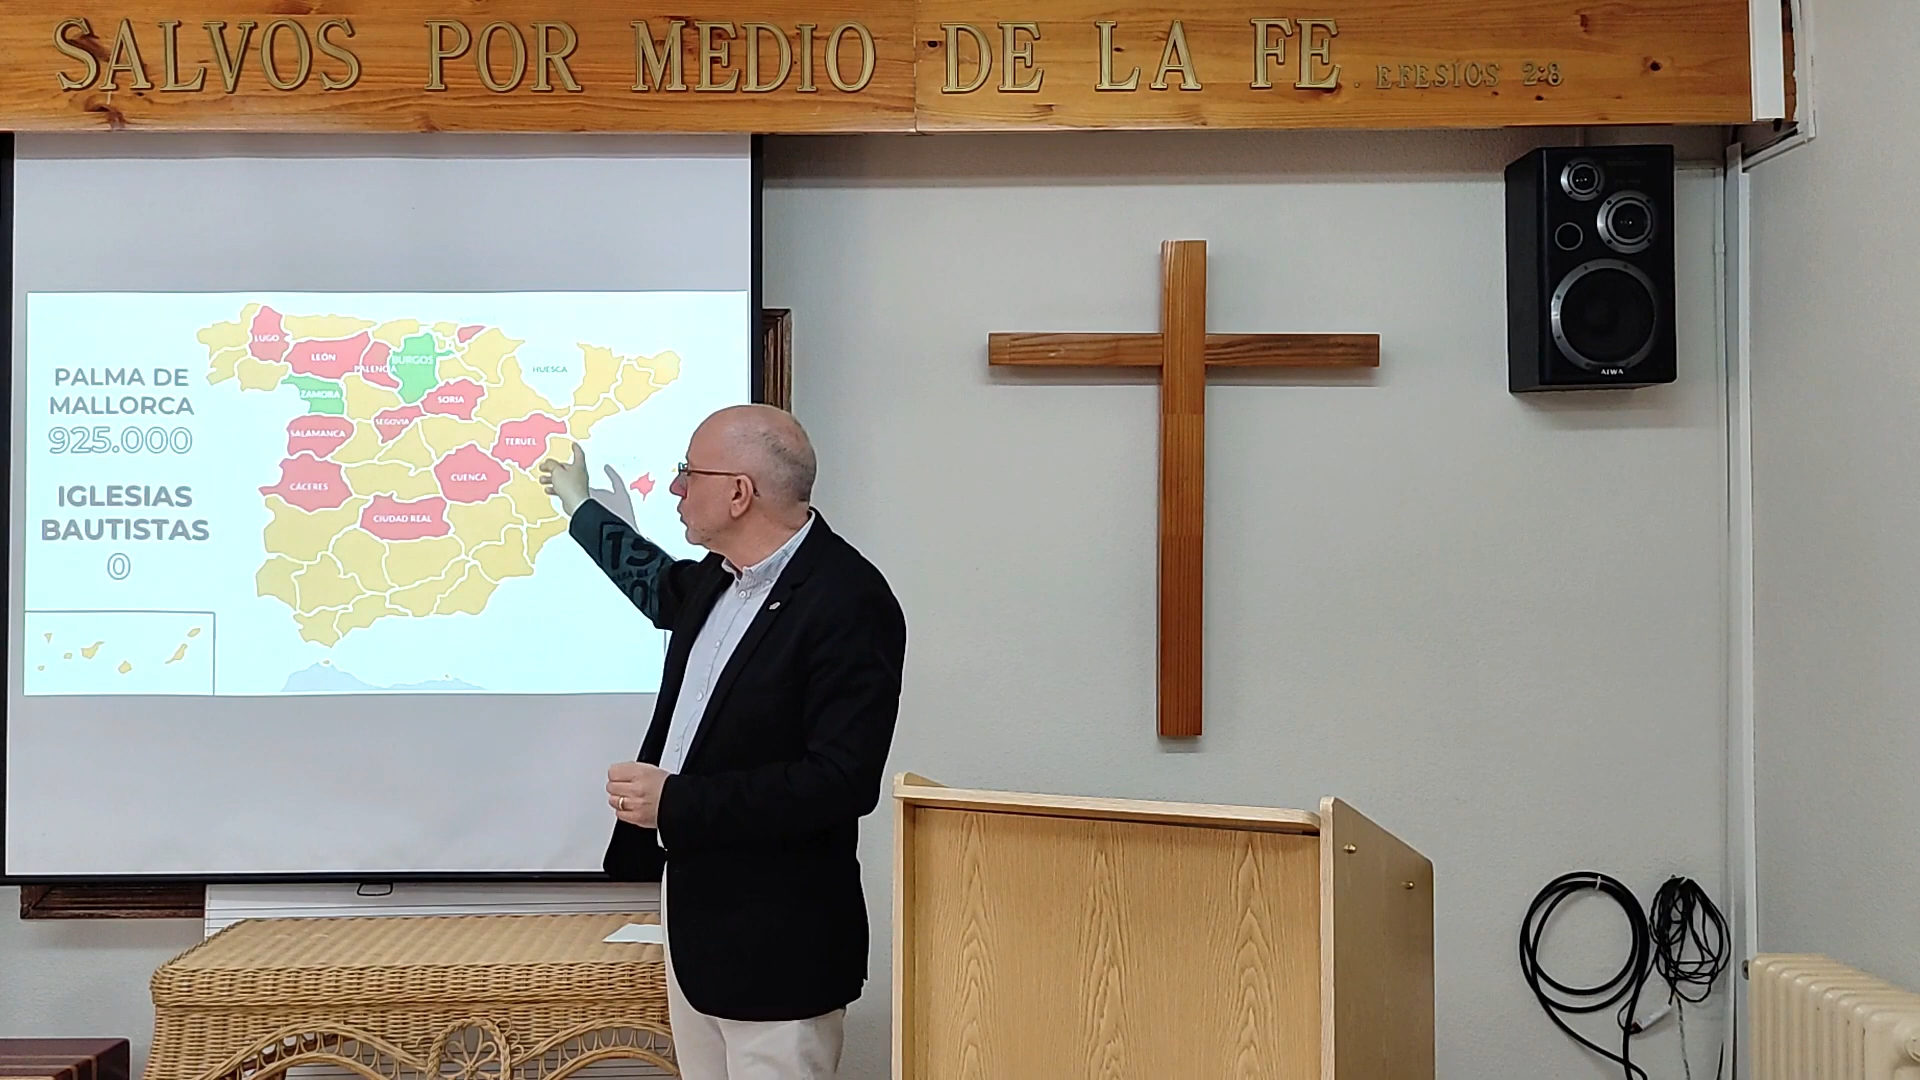 SALVOS POR MEDIO DE LA FE. EFESIOS 2:8
PALMA DE
MALLORCA
925.000
IGLESIAS
BAUTISTAS
0
LUGO
LEÓN
PALENCIA
BURGOS
HUESCA
ZAMORA
SORIA
SEGOVIA
SALAMANCA
TERUEL
CUENCA
CÁCERES
CIUDAD REAL
AIWA